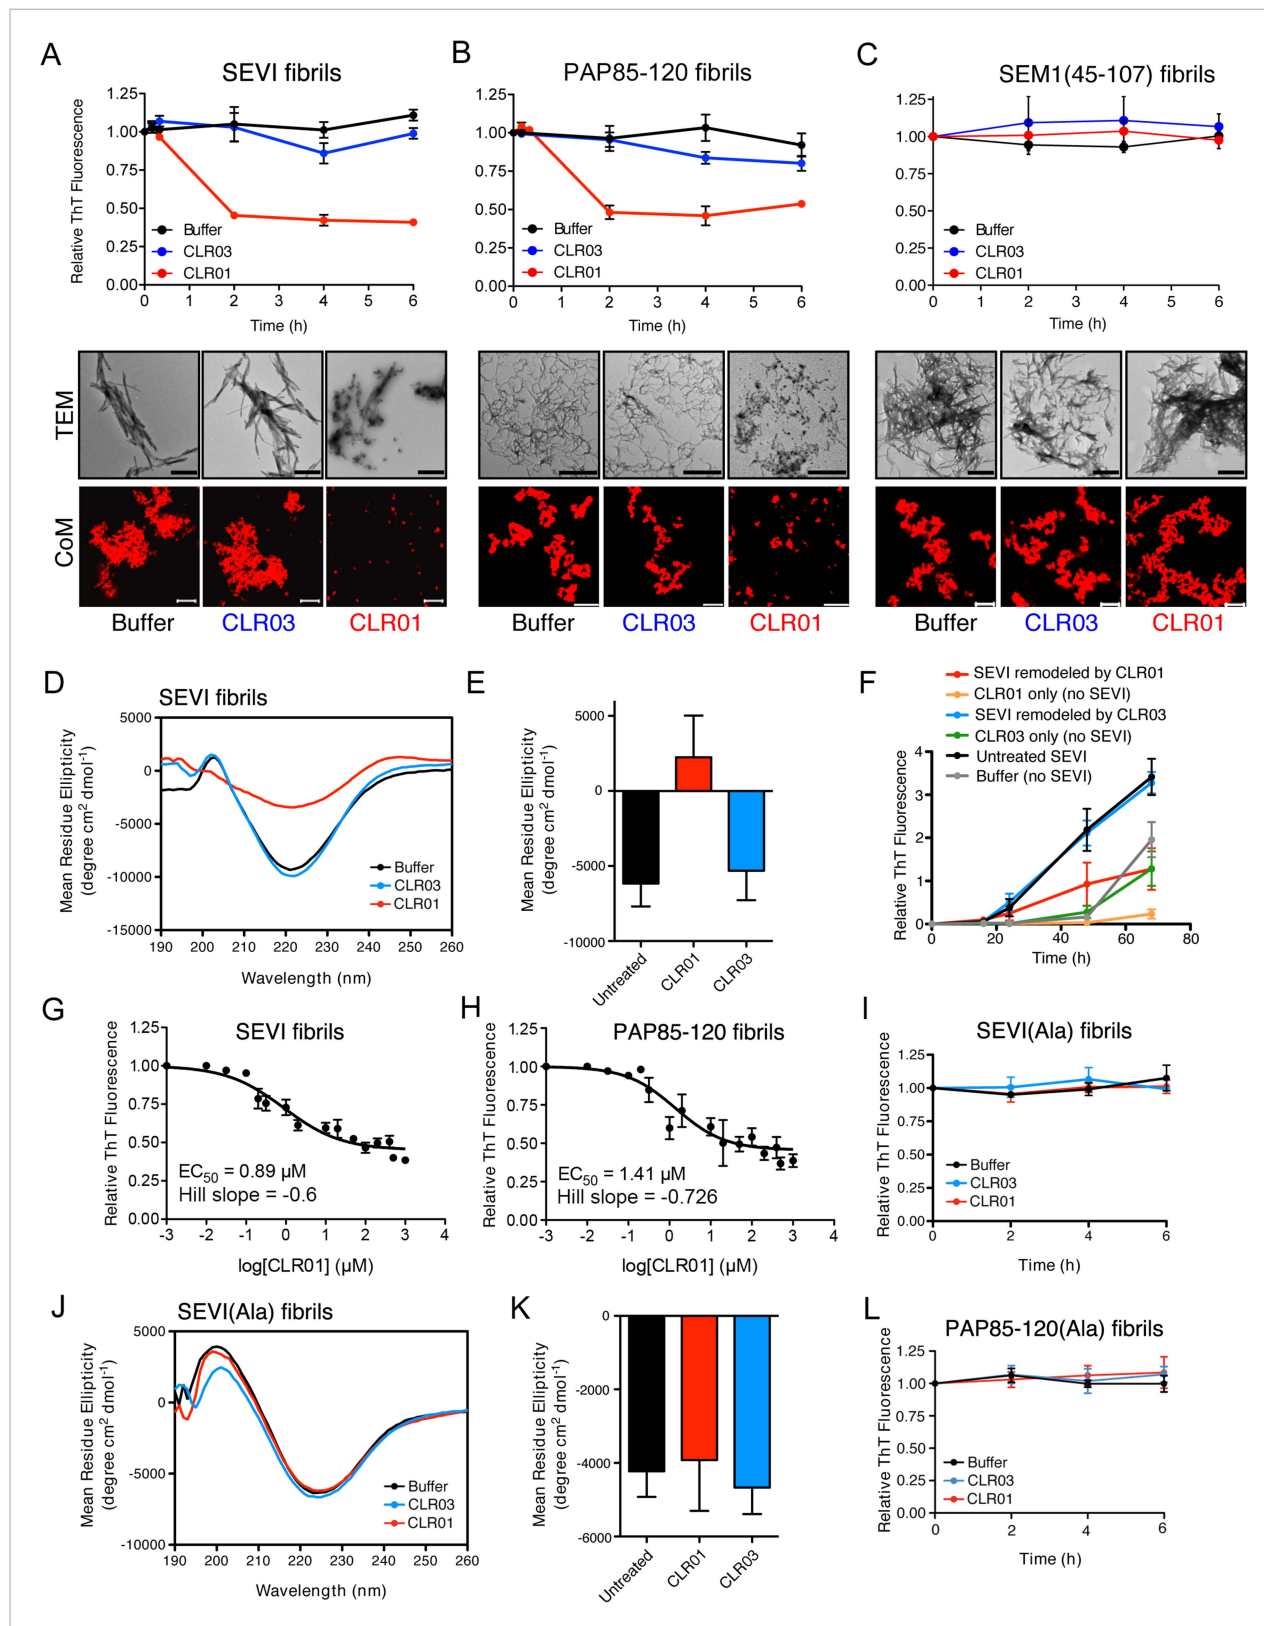 A
SEVI fibrils
Relative ThT Fluorescence
1.25
1.00
0.75
0.50
0.25
0.00
Buffer
CLR03
CLR01
0 1 2 3 4 5 6
Time (h)
B
PAP85-120 fibrils
1.25
1.00
0.75
0.50
0.25
0.00
Buffer
CLR03
CLR01
0 1 2 3 4 5 6
Time (h)
C
SEM1(45-107) fibrils
1.25
1.00
0.75
0.50
0.25
0.00
Buffer
CLR03
CLR01
0 1 2 3 4 5 6
Time (h)
TEM
CoM
Buffer CLR03 CLR01
Buffer CLR03 CLR01
Buffer CLR03 CLR01
D
SEVI fibrils
Mean Residue Ellipticity
(degree cm2 dmol-1)
5000
0
-5000
-10000
-15000
Buffer
CLR03
CLR01
190 200 210 220 230 240 250 260
Wavelength (nm)
E
Mean Residue Ellipticity
(degree cm2 dmol-1)
5000
0
-5000
-10000
Untreated
CLR01
CLR03
F
SEVI remodeled by CLR01
CLR01 only (no SEVI)
SEVI remodeled by CLR03
CLR03 only (no SEVI)
Untreated SEVI
Buffer (no SEVI)
Relative ThT Fluorescence
4
3
2
1
0
0 20 40 60 80
Time (h)
G
SEVI fibrils
Relative ThT Fluorescence
1.25
1.00
0.75
0.50
0.25
0.00
EC50 = 0.89 µM
Hill slope = -0.6
-3 -2 -1 0 1 2 3 4
log[CLR01] (µM)
H
PAP85-120 fibrils
Relative ThT Fluorescence
1.25
1.00
0.75
0.50
0.25
0.00
EC50 = 1.41 µM
Hill slope = -0.726
-3 -2 -1 0 1 2 3 4
log[CLR01] (µM)
I
SEVI(Ala) fibrils
Relative ThT Fluorescence
1.25
1.00
0.75
0.50
0.25
0.00
Buffer
CLR03
CLR01
0 2 4 6
Time (h)
J
SEVI(Ala) fibrils
Mean Residue Ellipticity
(degree cm2 dmol-1)
5000
0
-5000
-10000
Buffer
CLR03
CLR01
190 200 210 220 230 240 250 260
Wavelength (nm)
K
Mean Residue Ellipticity
(degree cm2 dmol-1)
0
-2000
-4000
-6000
Untreated
CLR01
CLR03
L
PAP85-120(Ala) fibrils
Relative ThT Fluorescence
1.25
1.00
0.75
0.50
0.25
0.00
Buffer
CLR03
CLR01
0 2 4 6
Time (h)